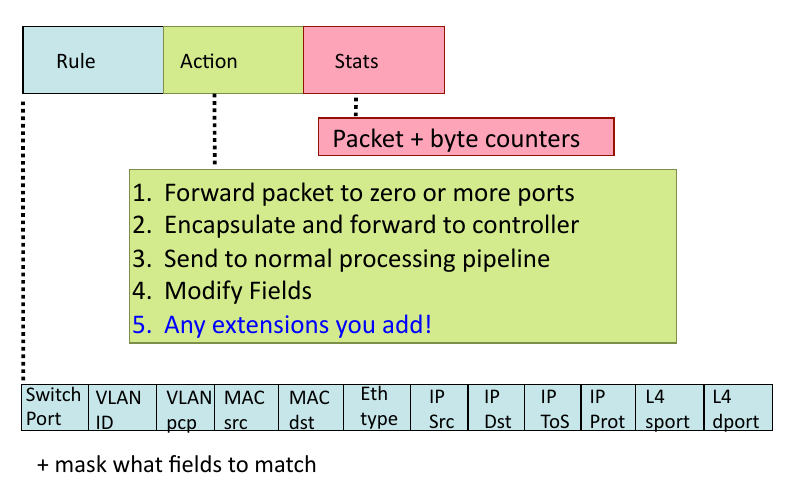 Rule Action Stats
Packet + byte counters
1. Forward packet to zero or more ports
2. Encapsulate and forward to controller
3. Send to normal processing pipeline
4. Modify Fields
5. Any extensions you add!
Switch Port
VLAN ID
VLAN pcp
MAC src
MAC dst
Eth type
IP Src
IP Dst
IP ToS
IP Prot
L4 sport
L4 dport
+ mask what fields to match